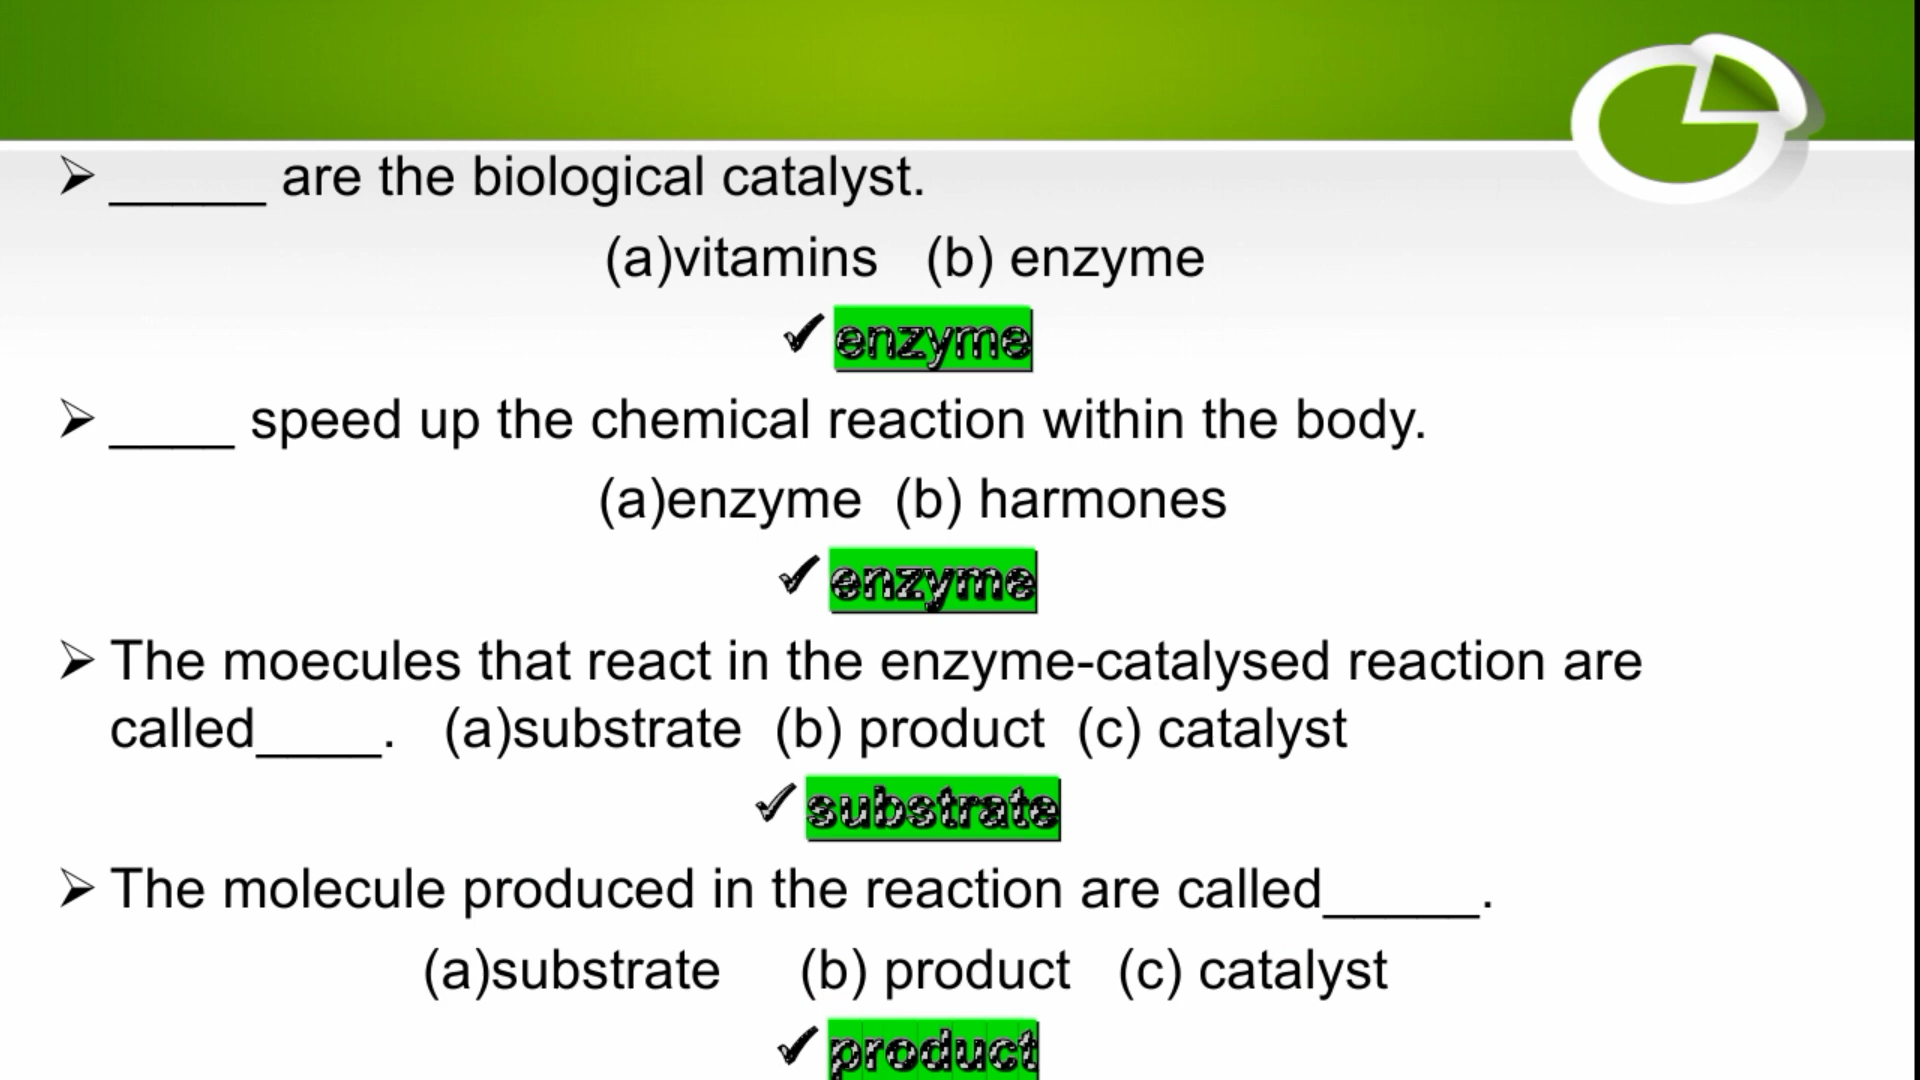 ➢ _____ are the biological catalyst.
(a)vitamins (b) enzyme
✓ enzyme
➢ ____ speed up the chemical reaction within the body.
(a)enzyme (b) harmones
✓ enzyme
➢ The moecules that react in the enzyme-catalysed reaction are
called____. (a)substrate (b) product (c) catalyst
✓ substrate
➢ The molecule produced in the reaction are called_____.
(a)substrate (b) product (c) catalyst
✓ product